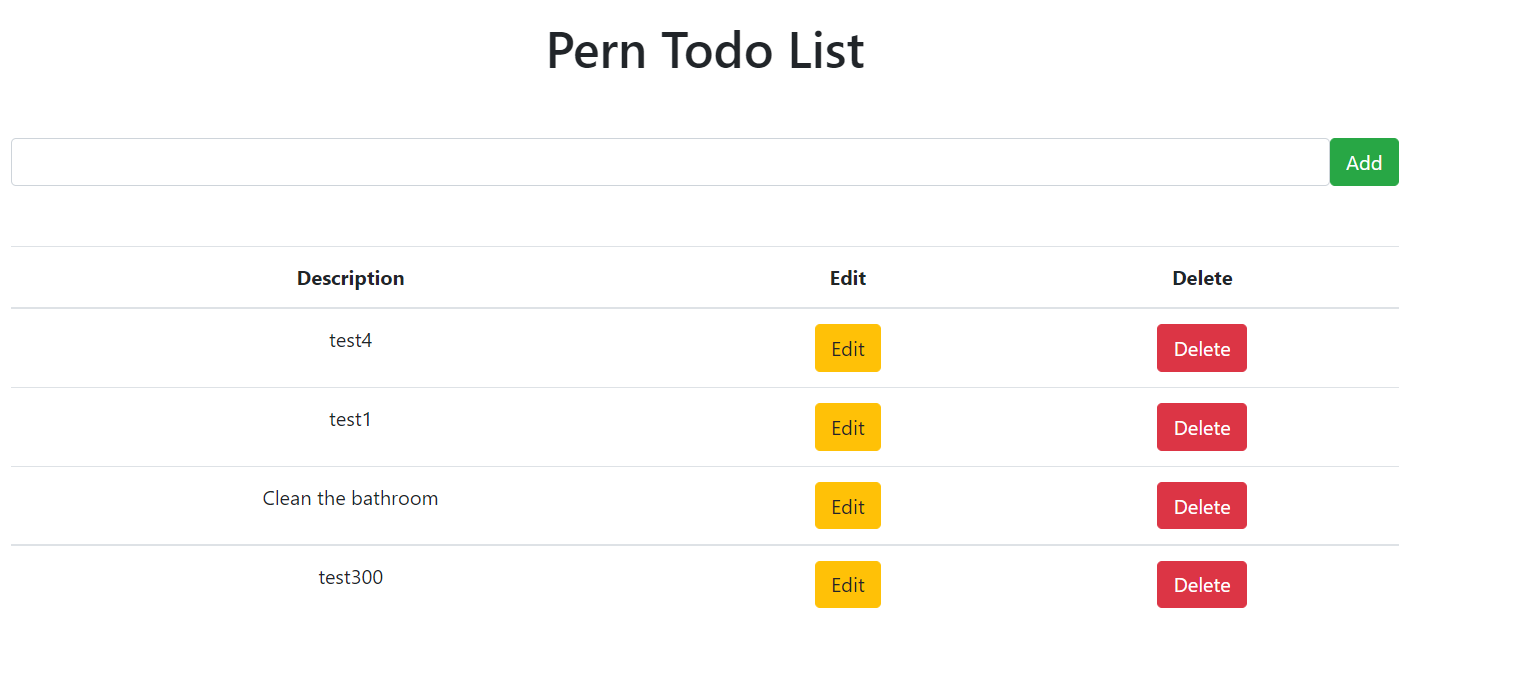 Pern Todo List
Add
Description Edit Delete
test4 Edit Delete
test1 Edit Delete
Clean the bathroom Edit Delete
test300 Edit Delete